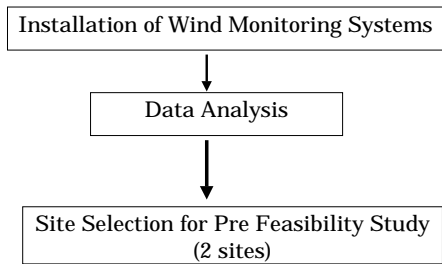 Installation of Wind Monitoring Systems
Data Analysis
Site Selection for Pre Feasibility Study
(2 sites)